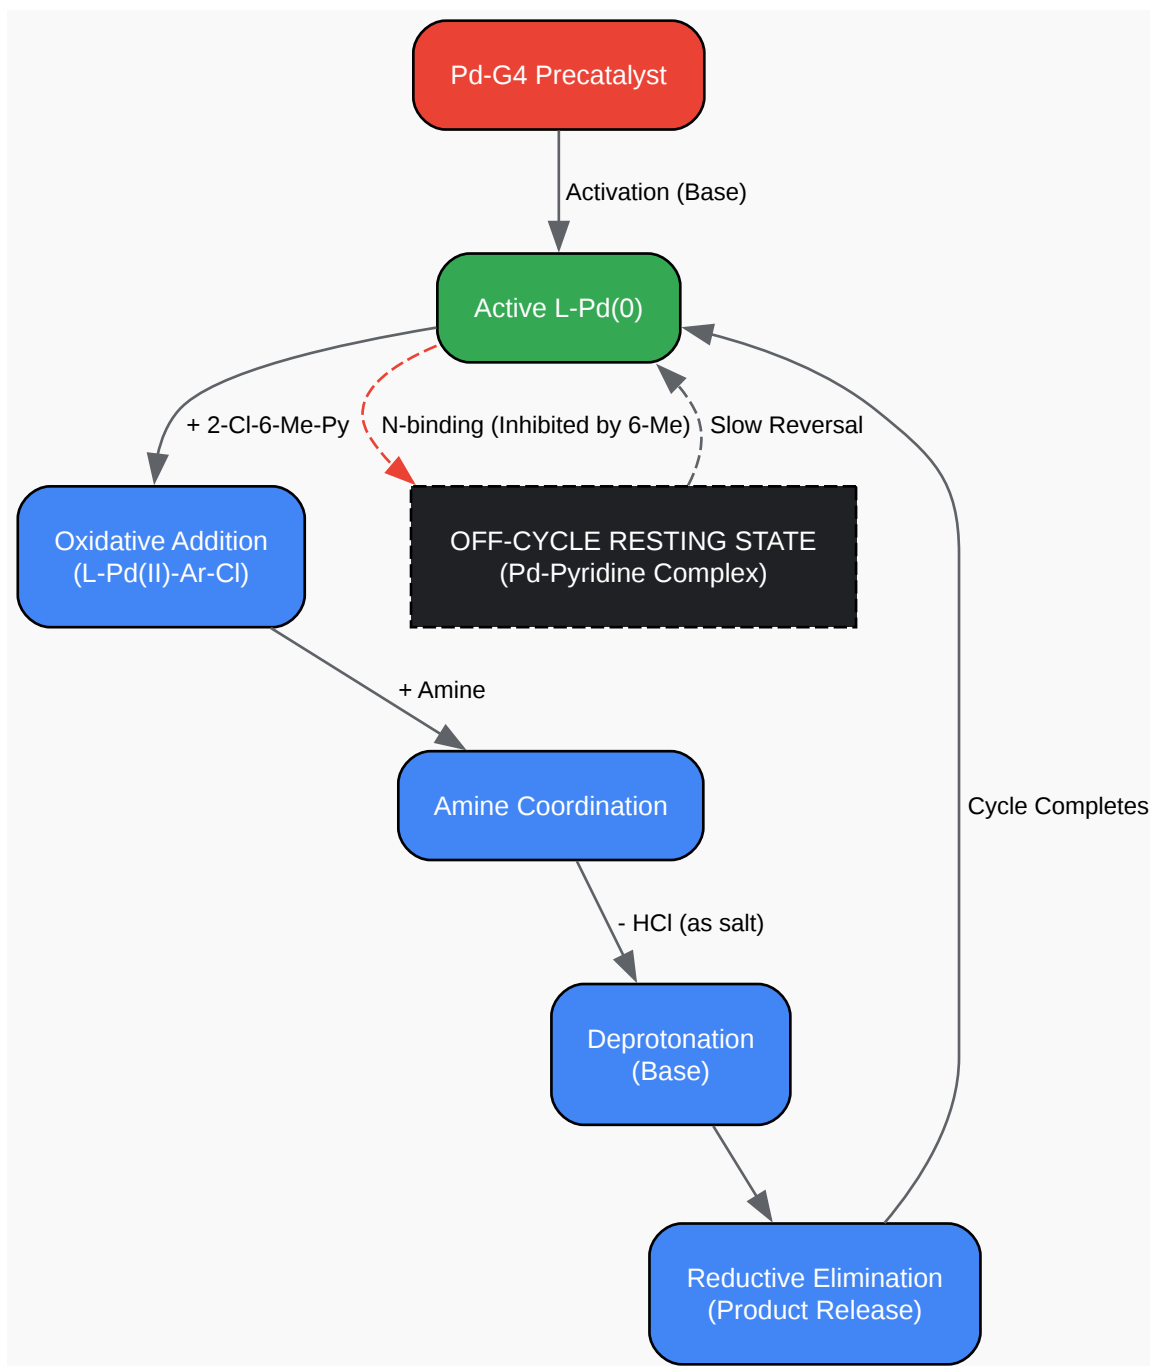 Pd-G4 Precatalyst
Activation (Base)
Active L-Pd(0)
+ 2-Cl-6-Me-Py
N-binding (Inhibited by 6-Me)
Slow Reversal
Oxidative Addition
(L-Pd(II)-Ar-Cl)
OFF-CYCLE RESTING STATE
(Pd-Pyridine Complex)
+ Amine
Amine Coordination
Cycle Completes
- HCl (as salt)
Deprotonation
(Base)
Reductive Elimination
(Product Release)